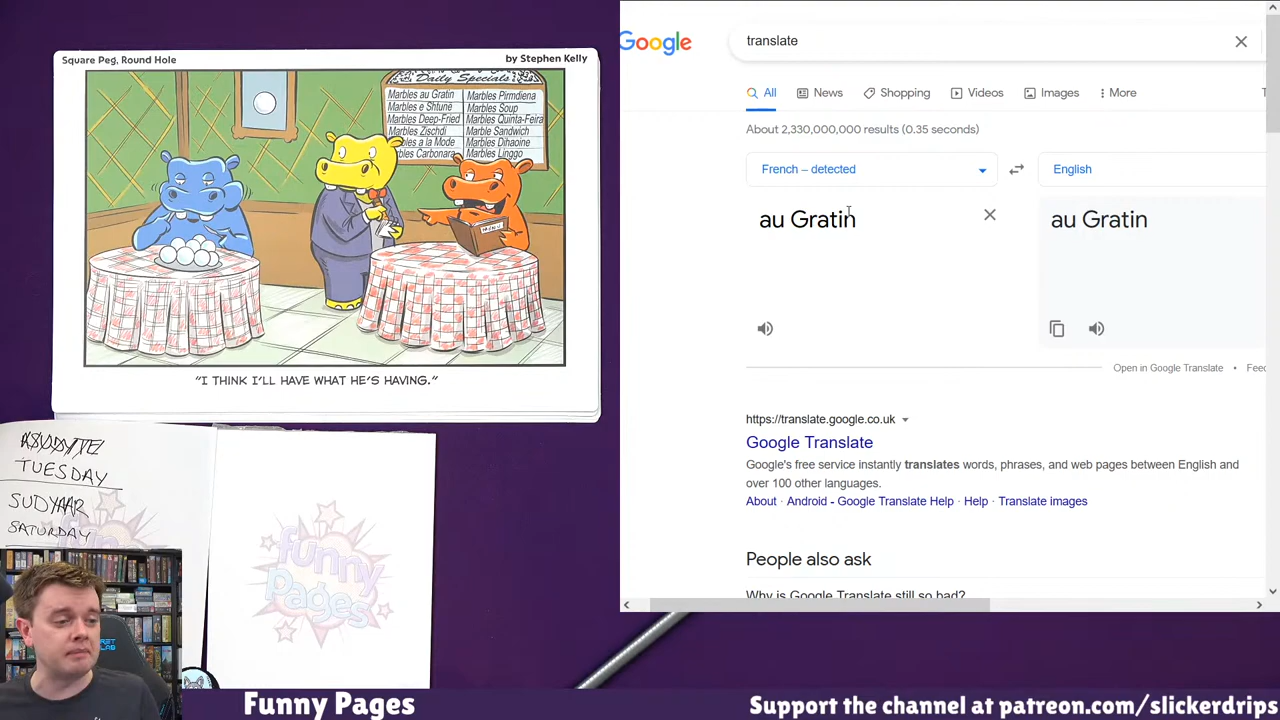 Square Peg, Round Hole
by Stephen Kelly
Daily Specials
Marbles au Gratin
Marbles e Shtune
Marbles Deep-Fried
Marbles Zischdi
a la Mode
Carbonara
Marbles Pirmdiena
Marbles Soup
Marbles Quinta-Feira
Marble Sandwich
Marbles Dihaoine
Marbles Linggo
MENU
"I THINK I'LL HAVE WHAT HE'S HAVING."
TUESDAY
SATURDAY
funny
pages
Google
translate
All
News
Shopping
Videos
Images
More
About 2,330,000,000 results (0.35 seconds)
French – detected
English
au Gratin
au Gratin
Open in Google Translate
https://translate.google.co.uk
Google Translate
Google's free service instantly translates words, phrases, and web pages between English and
over 100 other languages.
About · Android - Google Translate Help · Help · Translate images
People also ask
Why is Google Translate still so bad?
Funny Pages
Support the channel at patreon.com/slickerdrips